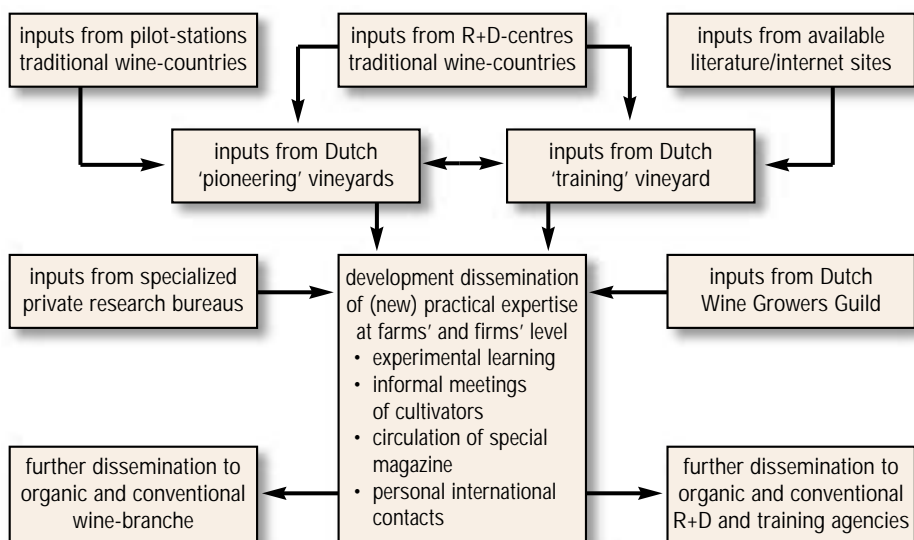 inputs from pilot-stations
traditional wine-countries
inputs from R+D-centres
traditional wine-countries
inputs from available
literature/internet sites
inputs from Dutch
‘pioneering’ vineyards
inputs from Dutch
‘training’ vineyard
inputs from specialized
private research bureaus
development dissemination
of (new) practical expertise
at farms’ and firms’ level
• experimental learning
• informal meetings
of cultivators
• circulation of special
magazine
• personal international
contacts
inputs from Dutch
Wine Growers Guild
further dissemination to
organic and conventional
wine-branche
further dissemination to
organic and conventional
R+D and training agencies